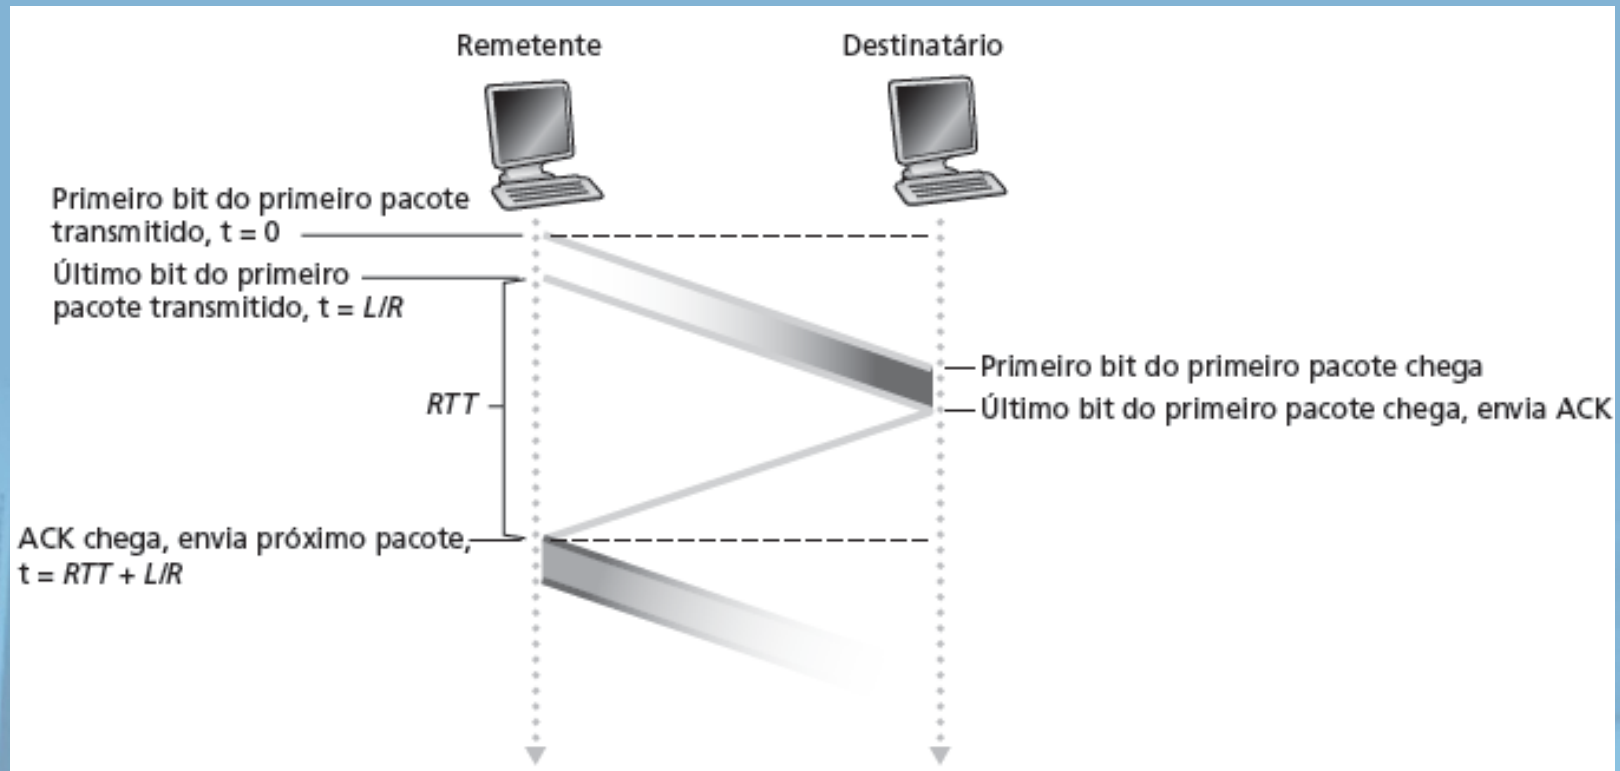 Remetente
Destinatário
Primeiro bit do primeiro pacote
transmitido, t = 0
Último bit do primeiro
pacote transmitido, t = L/R
Primeiro bit do primeiro pacote chega
RTT
Último bit do primeiro pacote chega, envia ACK
ACK chega, envia próximo pacote,
t = RTT + L/R